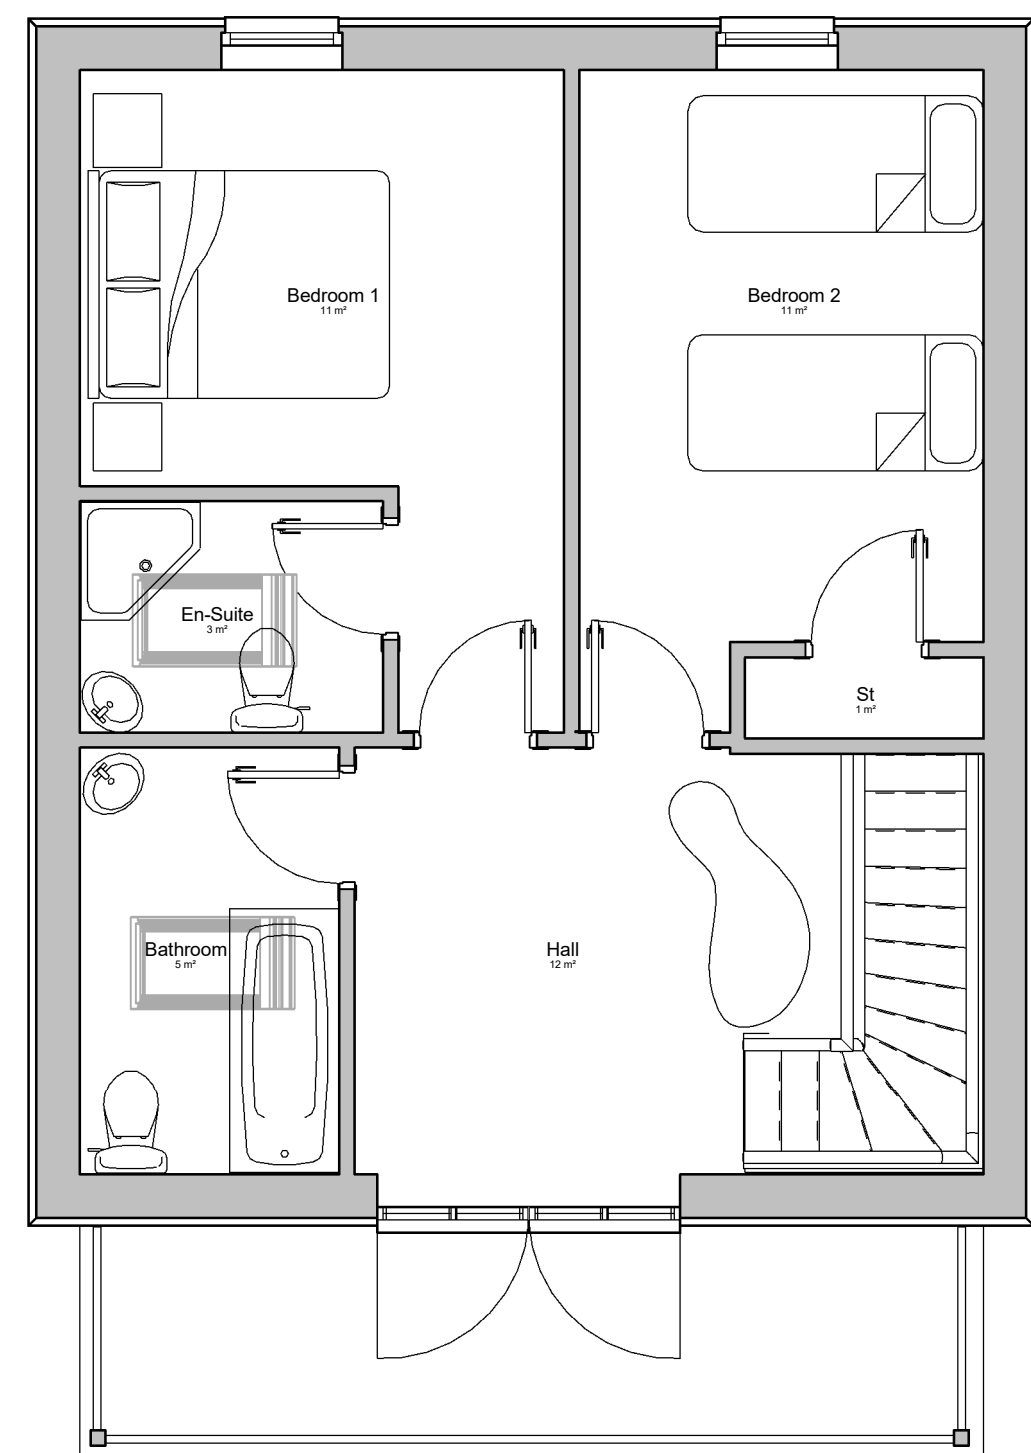 Bedroom 1
11 m²
Bedroom 2
11 m²
En-Suite
3 m²
St
1 m²
Bathroom
5 m²
Hall
12 m²